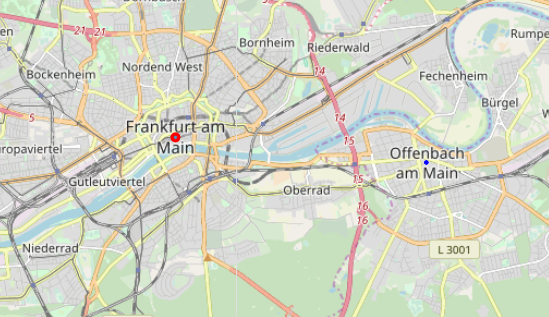 Bornheim
Rumpe
21
21
Riederwald
Nordend West
14
Bockenheim
Fechenheim
Bürgel
5
14
Frankfurt am
Main
15
uropaviertel
Offenbach
am Main
15
Gutleutviertel
Oberrad
16
16
Niederrad
L 3001